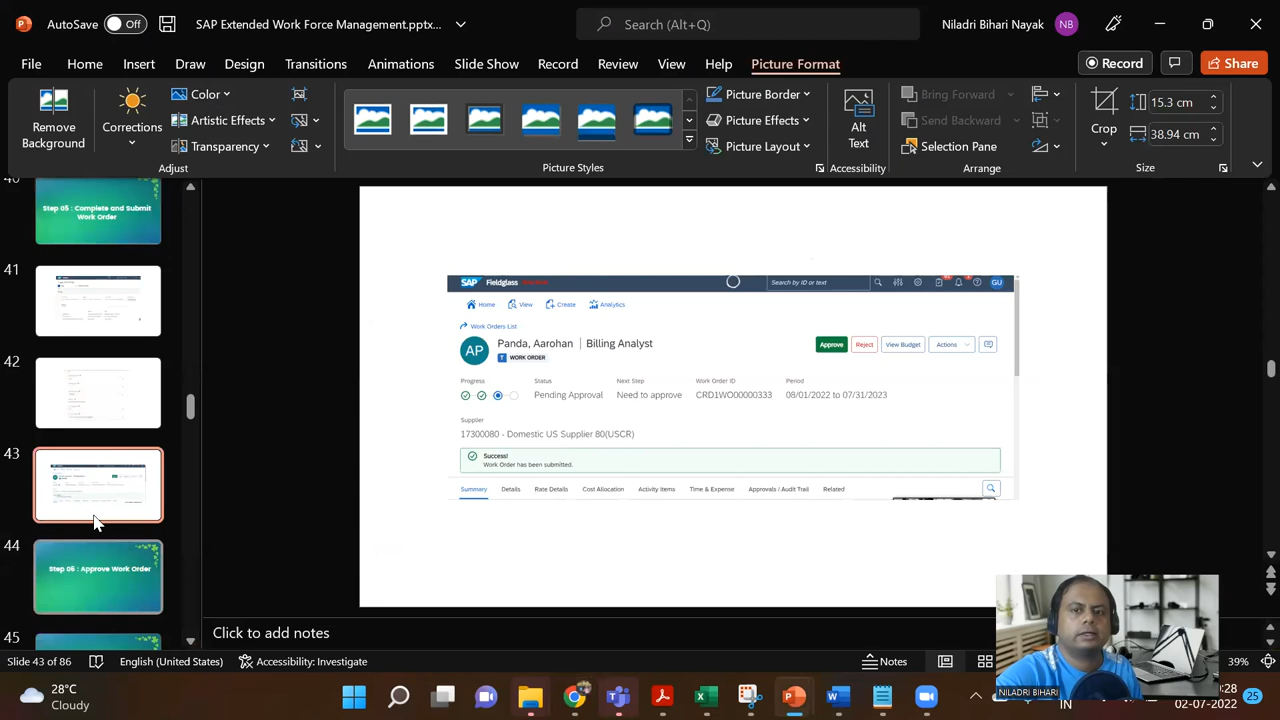 AutoSave
Off
SAP Extended Work Force Management.pptx...
Search (Alt+Q)
Niladri Bihari Nayak
NB
File
Home
Insert
Draw
Design
Transitions
Animations
Slide Show
Record
Review
View
Help
Picture Format
Record
Share
Remove
Background
Corrections
Color
Artistic Effects
Transparency
Adjust
Picture Styles
Picture Border
Picture Effects
Picture Layout
Alt
Text
Accessibility
Bring Forward
Send Backward
Selection Pane
Arrange
Crop
15.3 cm
38.94 cm
Size
40
Step 05 : Complete and Submit
Work Order
41
42
43
44
Step 06 : Approve Work Order
45
SAP Fieldglass
Search by ID or text
GU
Home
View
Create
Analytics
Work Orders List
AP
Panda, Aarohan | Billing Analyst
T WORK ORDER
Approve
Reject
View Budget
Actions
Progress
Status
Next Step
Work Order ID
Period
Pending Approval
Need to approve
CRD1WO00000333
08/01/2022 to 07/31/2023
Supplier
17300080 - Domestic US Supplier 80(USCR)
Success!
Work Order has been submitted.
Summary
Details
Rate Details
Cost Allocation
Activity Items
Time & Expense
Approvals / Audit Trail
Related
Click to add notes
NILADRI BIHARI
Slide 43 of 86
English (United States)
Accessibility: Investigate
Notes
39%
28°C
Cloudy
IN
:28
02-07-2022
25